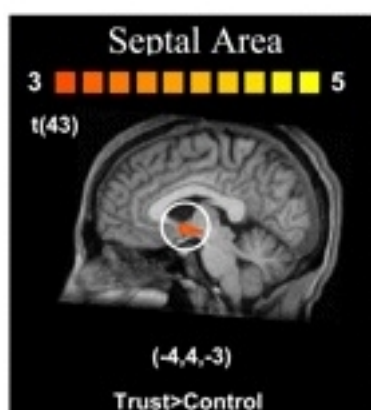 Septal Area
3 5
t(43)
(-4,4,-3)
Trust>Control